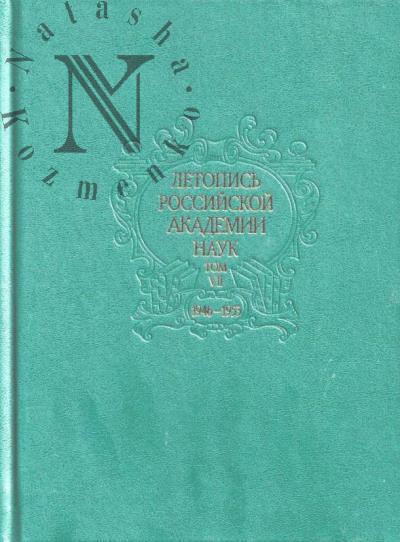 Natasha Kozmenko
N
ЛЕТОПИСЬ
РОССИЙСКОЙ
АКАДЕМИИ
НАУК
ТОМ
VII
1946–1953